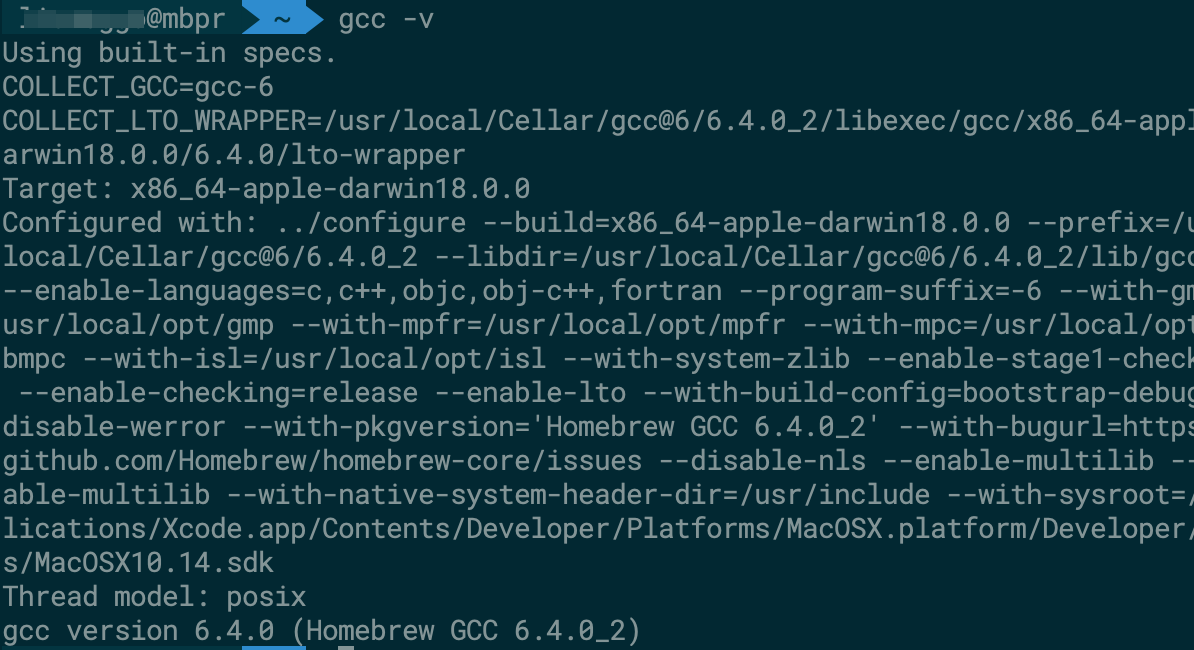 @mbpr ~ gcc -v
Using built-in specs.
COLLECT_GCC=gcc-6
COLLECT_LTO_WRAPPER=/usr/local/Cellar/gcc@6/6.4.0_2/libexec/gcc/x86_64-appl
arwin18.0.0/6.4.0/lto-wrapper
Target: x86_64-apple-darwin18.0.0
Configured with: ../configure --build=x86_64-apple-darwin18.0.0 --prefix=/u
local/Cellar/gcc@6/6.4.0_2 --libdir=/usr/local/Cellar/gcc@6/6.4.0_2/lib/gcc
--enable-languages=c,c++,objc,obj-c++,fortran --program-suffix=-6 --with-gm
usr/local/opt/gmp --with-mpfr=/usr/local/opt/mpfr --with-mpc=/usr/local/opt
bmpc --with-isl=/usr/local/opt/isl --with-system-zlib --enable-stage1-check
--enable-checking=release --enable-lto --with-build-config=bootstrap-debug
disable-werror --with-pkgversion='Homebrew GCC 6.4.0_2' --with-bugurl=https
github.com/Homebrew/homebrew-core/issues --disable-nls --enable-multilib --
able-multilib --with-native-system-header-dir=/usr/include --with-sysroot=/
lications/Xcode.app/Contents/Developer/Platforms/MacOSX.platform/Developer/
s/MacOSX10.14.sdk
Thread model: posix
gcc version 6.4.0 (Homebrew GCC 6.4.0_2)